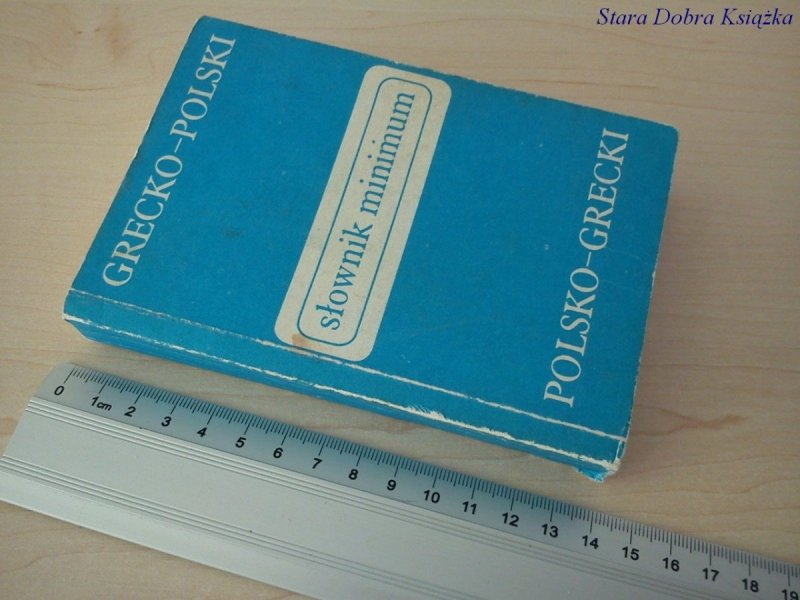 Stara Dobra Książka
GRECKO-POLSKI
słownik minimum
POLSKO-GRECKI
0 1cm 2 3 4 5 6 7 8 9 10 11 12 13 14 15 16 17 18 19